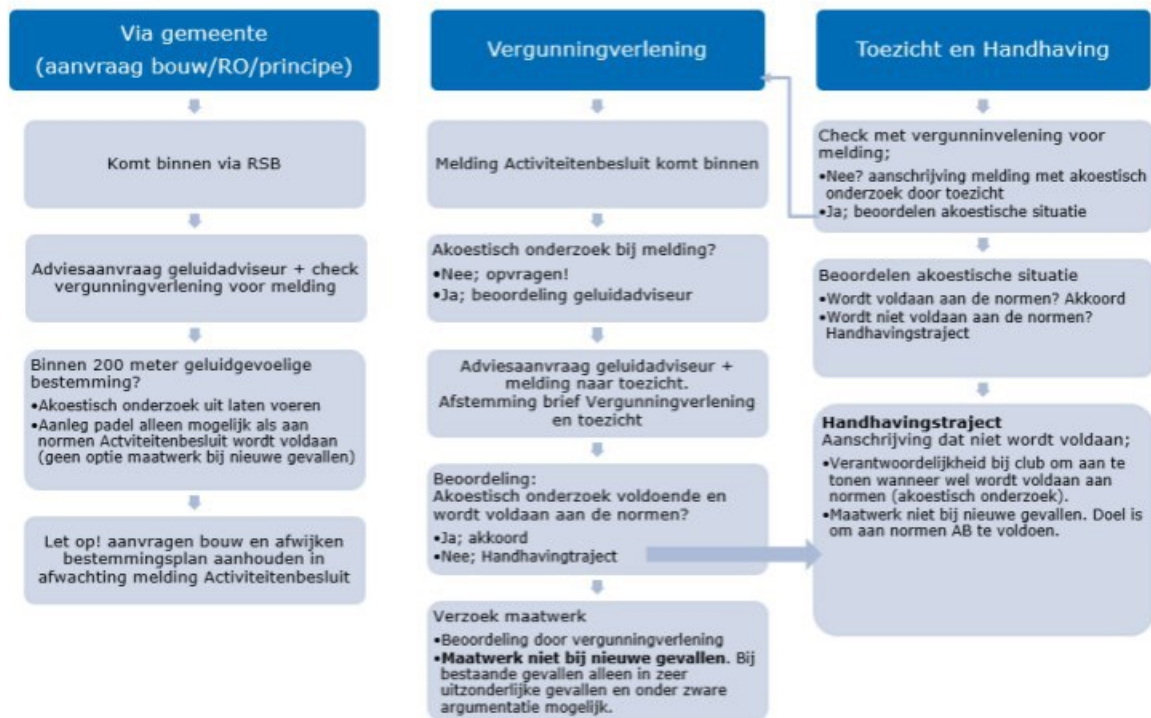 Via gemeente
(aanvraag bouw/RO/principe)
Komt binnen via RSB
Adviesaanvraag geluidadviseur + check
vergunningverlening voor melding
Binnen 200 meter geluidgevoelige
bestemming?
•Akoestisch onderzoek uit laten voeren
•Aanleg padel alleen mogelijk als aan
normen Actviteitenbesluit wordt voldaan
(geen optie maatwerk bij nieuwe gevallen)
Let op! aanvragen bouw en afwijken
bestemmingsplan aanhouden in
afwachting melding Activiteitenbesluit
Vergunningverlening
Melding Activiteitenbesluit komt binnen
Akoestisch onderzoek bij melding?
•Nee; opvragen!
•Ja; beoordeling geluidadviseur
Adviesaanvraag geluidadviseur +
melding naar toezicht.
Afstemming brief Vergunningverlening
en toezicht
Beoordeling:
Akoestisch onderzoek voldoende en
wordt voldaan aan de normen?
•Ja; akkoord
•Nee; Handhavingtraject
Verzoek maatwerk
•Beoordeling door vergunningverlening
•Maatwerk niet bij nieuwe gevallen. Bij
bestaande gevallen alleen in zeer
uitzonderlijke gevallen en onder zware
argumentatie mogelijk.
Toezicht en Handhaving
Check met vergunninvelening voor
melding;
•Nee? aanschrijving melding met akoestisch
onderzoek door toezicht
•Ja; beoordelen akoestische situatie
Beoordelen akoestische situatie
•Wordt voldaan aan de normen? Akkoord
•Wordt niet voldaan aan de normen?
Handhavingstraject
Handhavingstraject
Aanschrijving dat niet wordt voldaan;
•Verantwoordelijkheid bij club om aan te
tonen wanneer wel wordt voldaan aan
normen (akoestisch onderzoek).
•Maatwerk niet bij nieuwe gevallen. Doel is
om aan normen AB te voldoen.